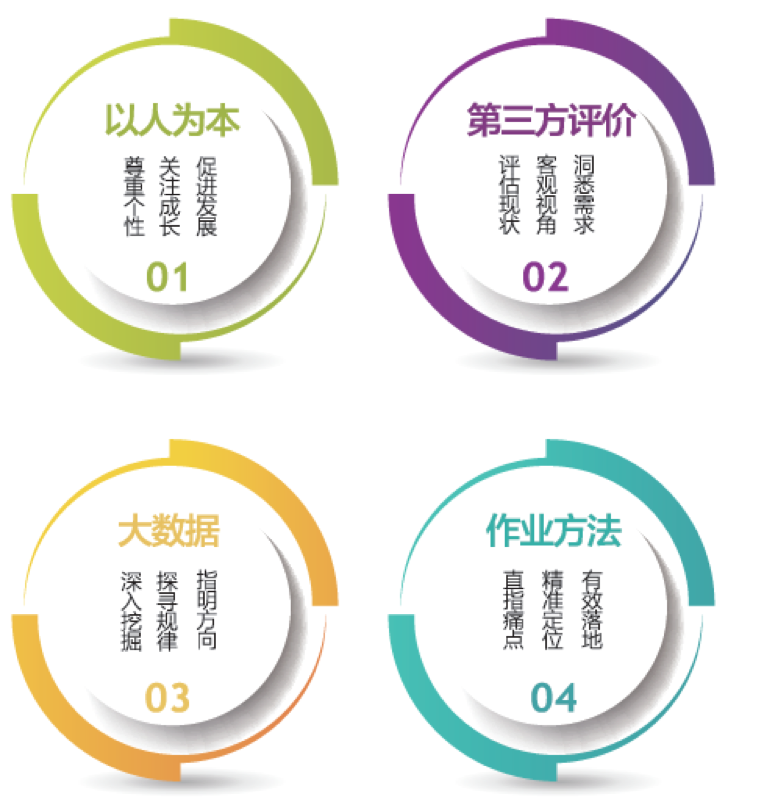 以人为本
尊重个性
关注成长
促进发展
01
第三方评价
评估现状
客观视角
洞悉需求
02
大数据
深入挖掘
探寻规律
指明方向
03
作业方法
直指痛点
精准定位
有效落地
04